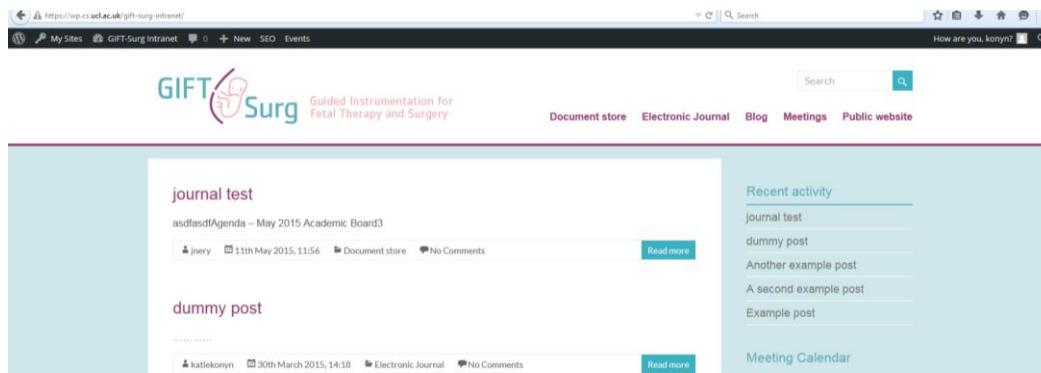 https://wp.cs.ucl.ac.uk/gift-surg-intranet/
Search
My Sites GIFT-Surg Intranet 0 New SEO Events
How are you, konyn?
GIFT
Surg
Guided Instrumentation for
Fetal Therapy and Surgery
Search
Document store Electronic Journal Blog Meetings Public website
journal test
asdfasdfAgenda – May 2015 Academic Board3
jnery 11th May 2015, 11:56 Document store No Comments
Read more
dummy post
............
katiekonyn 30th March 2015, 14:18 Electronic Journal No Comments
Read more
Recent activity
journal test
dummy post
Another example post
A second example post
Example post
Meeting Calendar